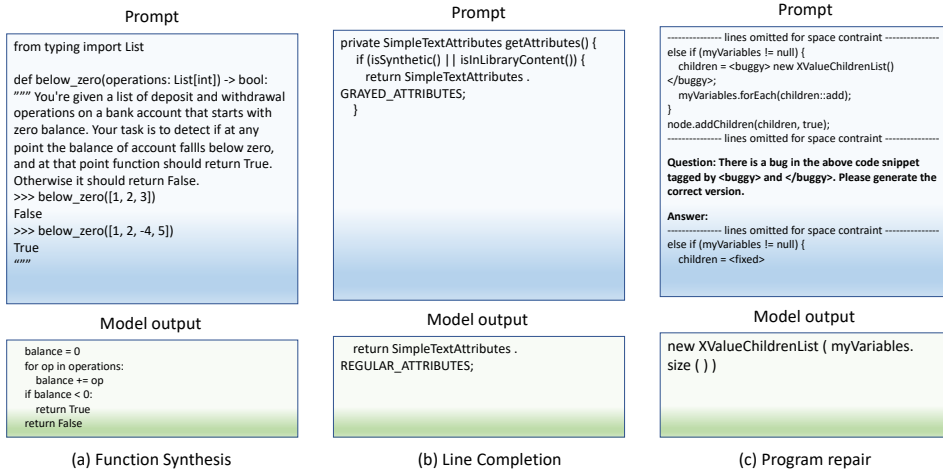 Prompt
from typing import List
def below_zero(operations: List[int]) -> bool:
””” You're given a list of deposit and withdrawal
operations on a bank account that starts with
zero balance. Your task is to detect if at any
point the balance of account fallls below zero,
and at that point function should return True.
Otherwise it should return False.
>>> below_zero([1, 2, 3])
False
>>> below_zero([1, 2, -4, 5])
True
“””
Model output
balance = 0
for op in operations:
balance += op
if balance < 0:
return True
return False
(a) Function Synthesis
Prompt
private SimpleTextAttributes getAttributes() {
if (isSynthetic() || isInLibraryContent()) {
return SimpleTextAttributes .
GRAYED_ATTRIBUTES;
}
Model output
return SimpleTextAttributes .
REGULAR_ATTRIBUTES;
(b) Line Completion
Prompt
--------------- lines omitted for space contraint ---------------
else if (myVariables != null) {
children = <buggy> new XValueChildrenList()
</buggy>;
myVariables.forEach(children::add);
}
node.addChildren(children, true);
--------------- lines omitted for space contraint ---------------
Question: There is a bug in the above code snippet
tagged by <buggy> and </buggy>. Please generate the
correct version.
Answer:
--------------- lines omitted for space contraint ---------------
else if (myVariables != null) {
children = <fixed>
Model output
new XValueChildrenList ( myVariables.
size ( ) )
(c) Program repair